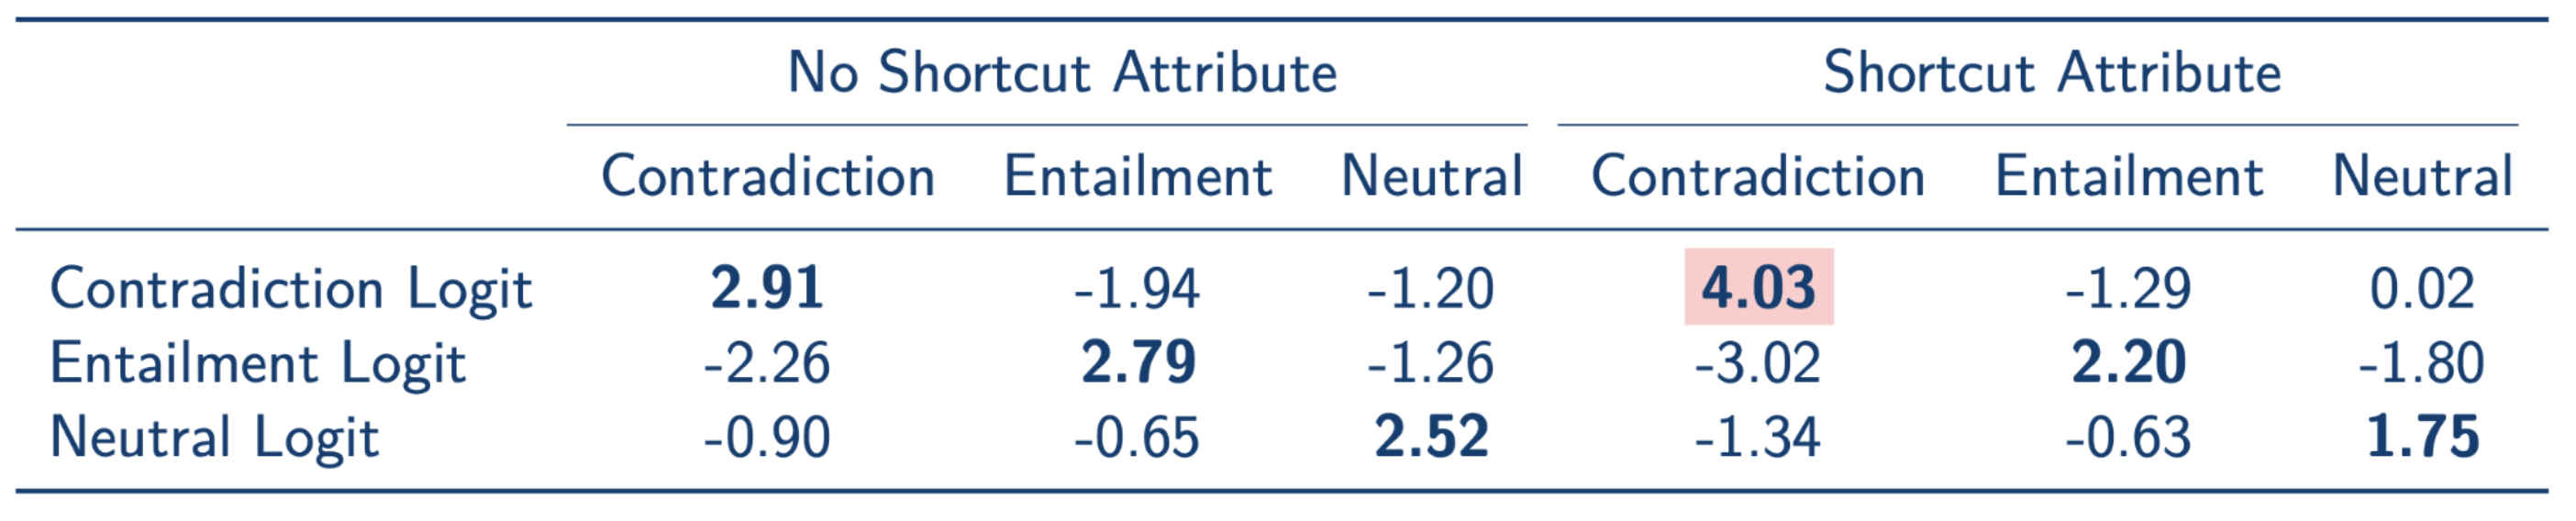 No Shortcut Attribute Shortcut Attribute
Contradiction Entailment Neutral Contradiction Entailment Neutral
Contradiction Logit 2.91 -1.94 -1.20 4.03 -1.29 0.02
Entailment Logit -2.26 2.79 -1.26 -3.02 2.20 -1.80
Neutral Logit -0.90 -0.65 2.52 -1.34 -0.63 1.75